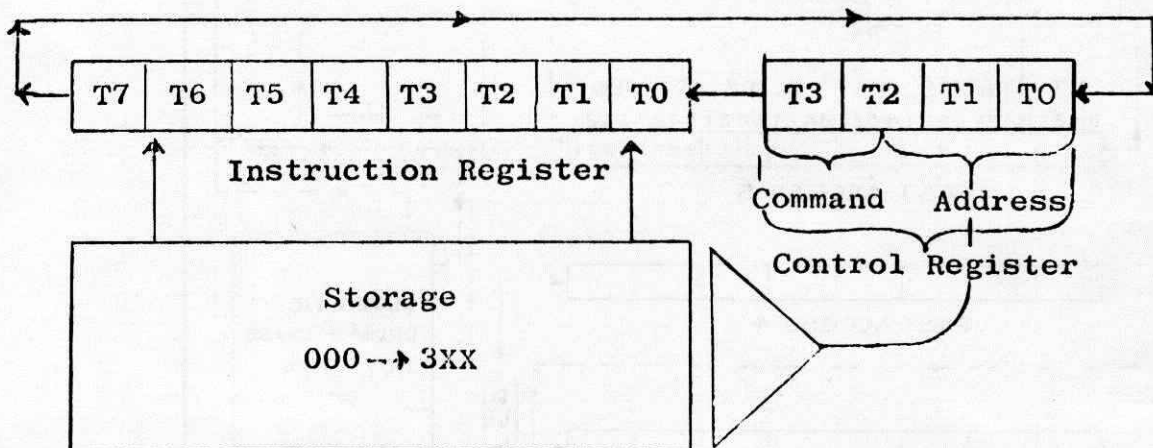 T7 T6 T5 T4 T3 T2 T1 T0 T3 T2 T1 T0
Instruction Register
Command Address
Control Register
Storage
000 --→ 3XX